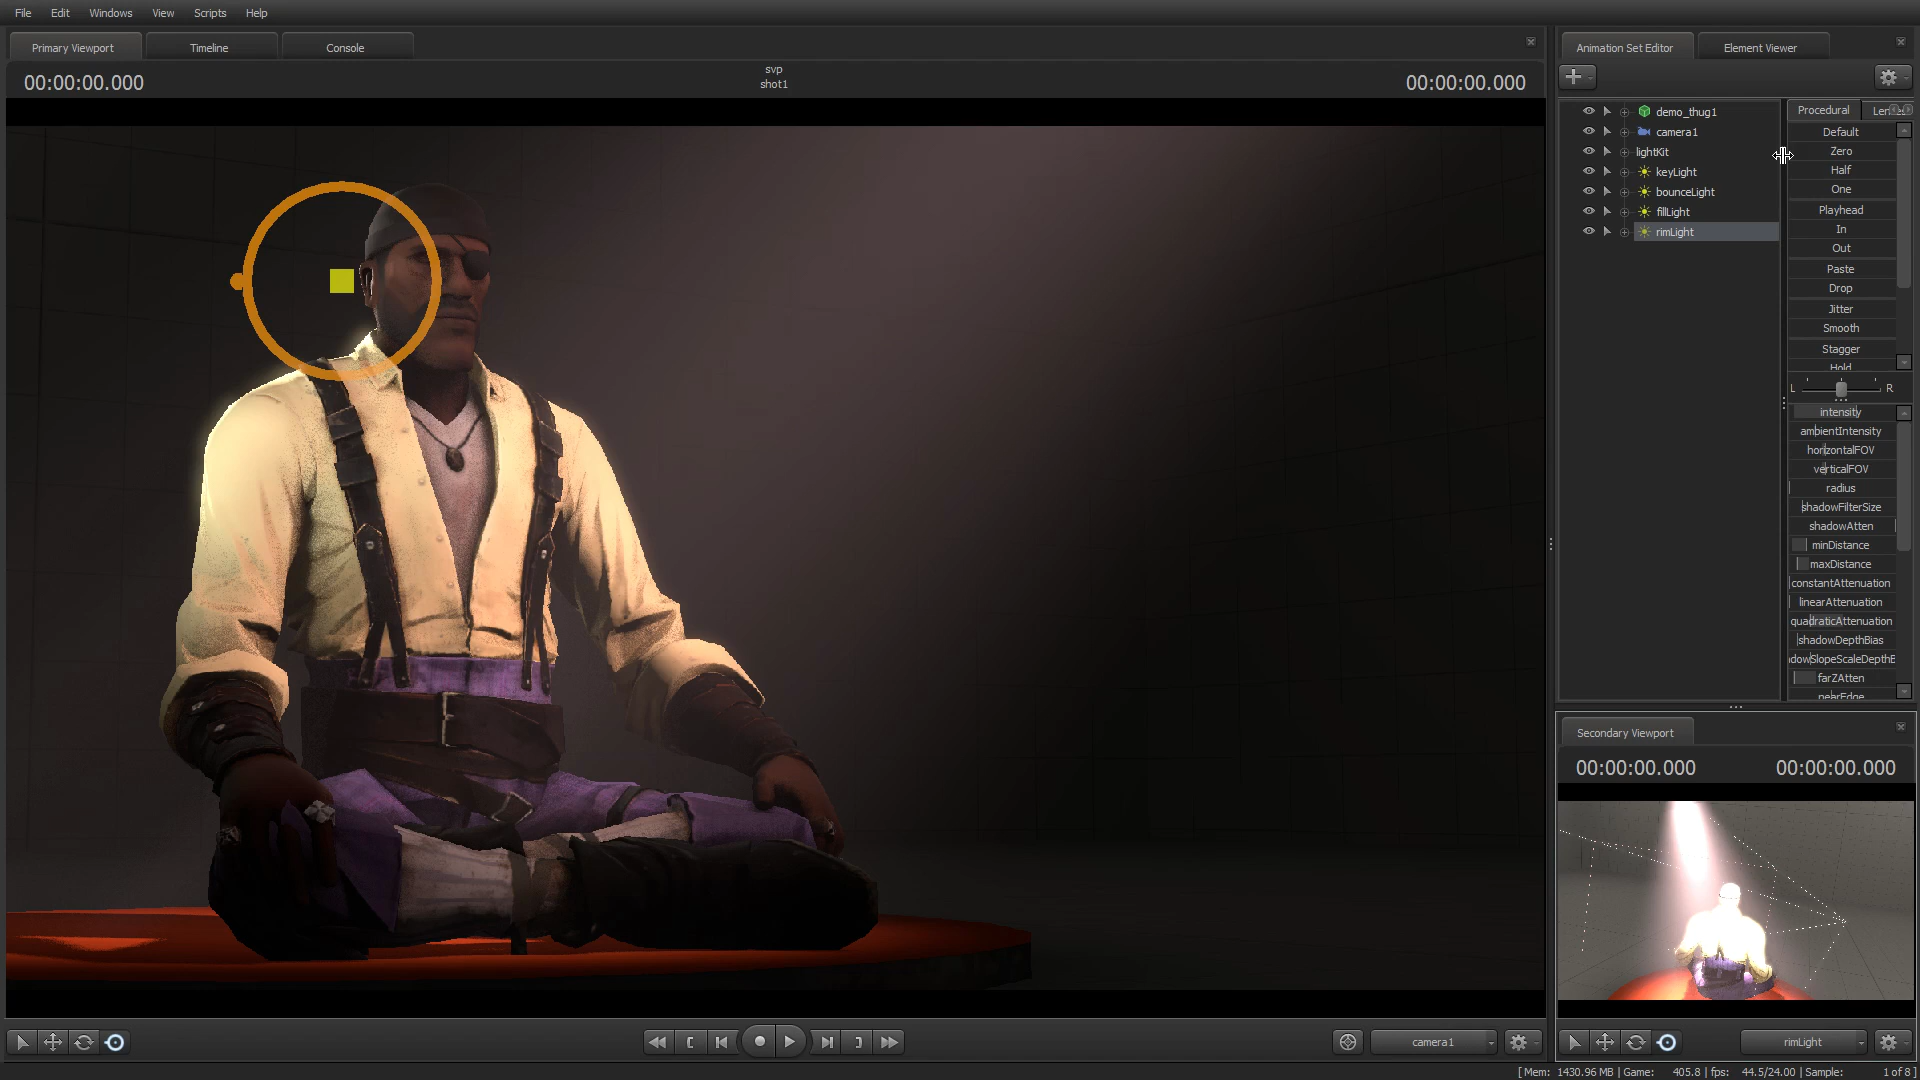 File Edit Windows View Scripts Help
Primary Viewport Timeline Console
00:00:00.000 svp 00:00:00.000
shot1
Animation Set Editor Element Viewer
demo_thug1
camera1
lightKit
keyLight
bounceLight
fillLight
rimLight
Procedural
Default
Zero
Half
One
Playhead
In
Out
Paste
Drop
Jitter
Smooth
Stagger
Hold
L R
intensity
ambientIntensity
horizontalFOV
verticalFOV
radius
shadowFilterSize
shadowAtten
minDistance
maxDistance
constantAttenuation
linearAttenuation
quadraticAttenuation
shadowDepthBias
dowSlopeScaleDepthB
farZAtten
nearEdge
Secondary Viewport
00:00:00.000 00:00:00.000
camera1
rimLight
[ Mem: 1430.96 MB | Game: 405.8 | fps: 44.5/24.00 | Sample: 1 of 8 ]